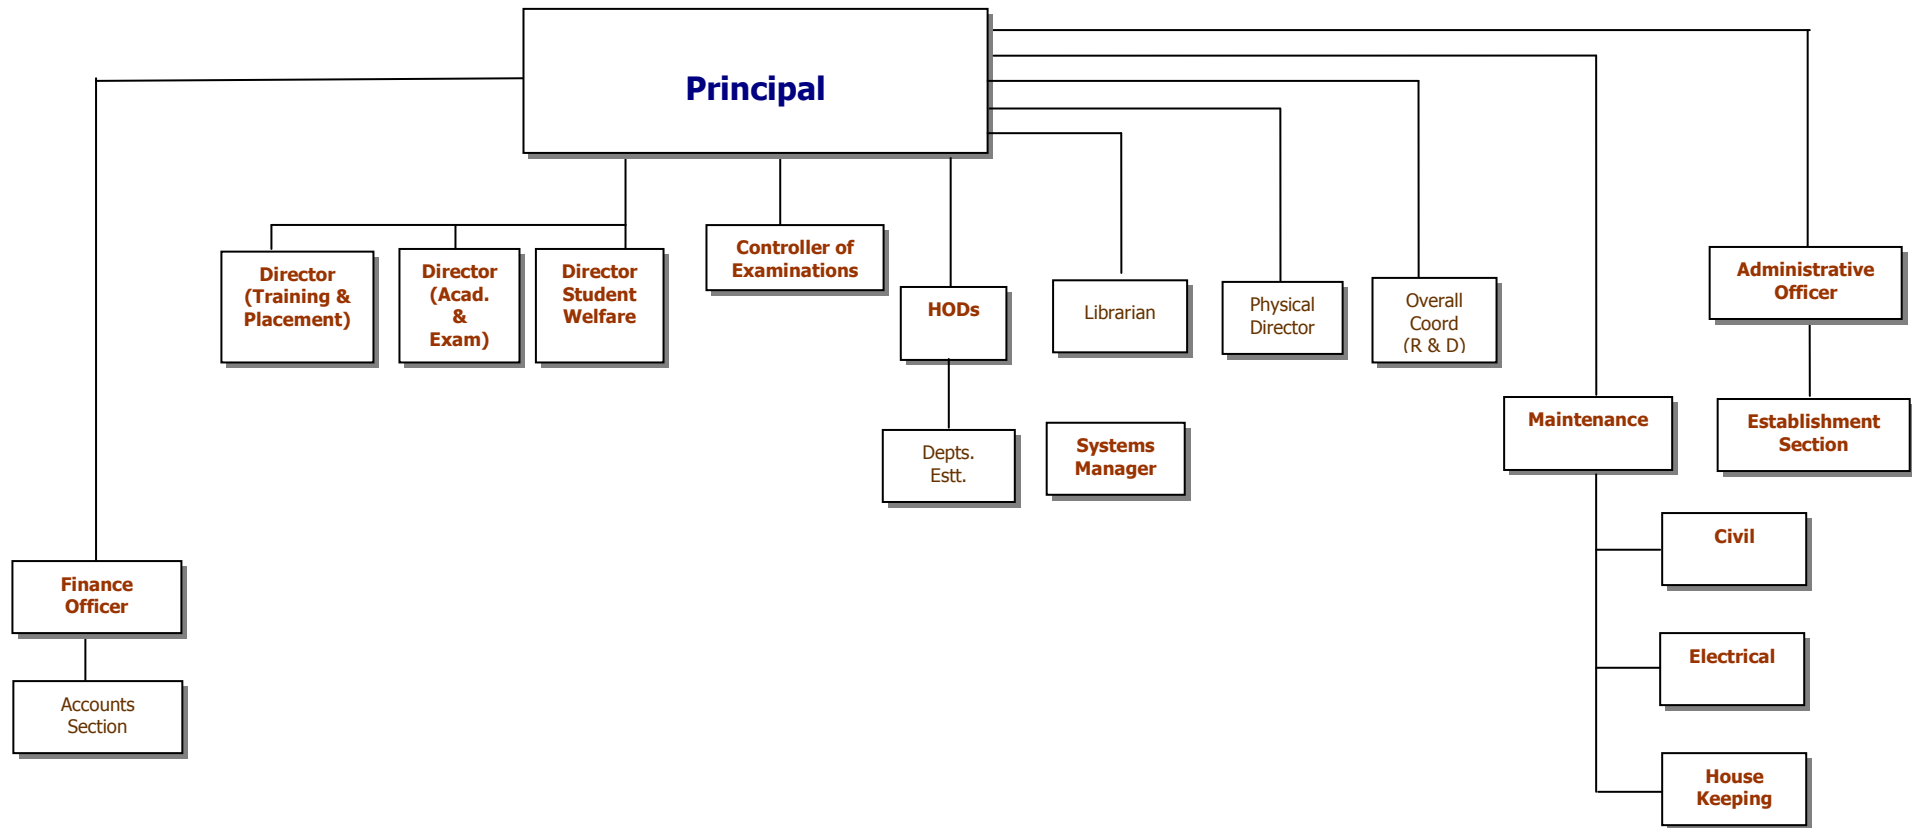 Principal
Director
(Training &
Placement)
Director
(Acad.
&
Exam)
Director
Student
Welfare
Controller of
Examinations
HODs
Librarian
Physical
Director
Overall
Coord
(R & D)
Administrative
Officer
Maintenance
Establishment
Section
Depts.
Estt.
Systems
Manager
Civil
Finance
Officer
Electrical
Accounts
Section
House
Keeping